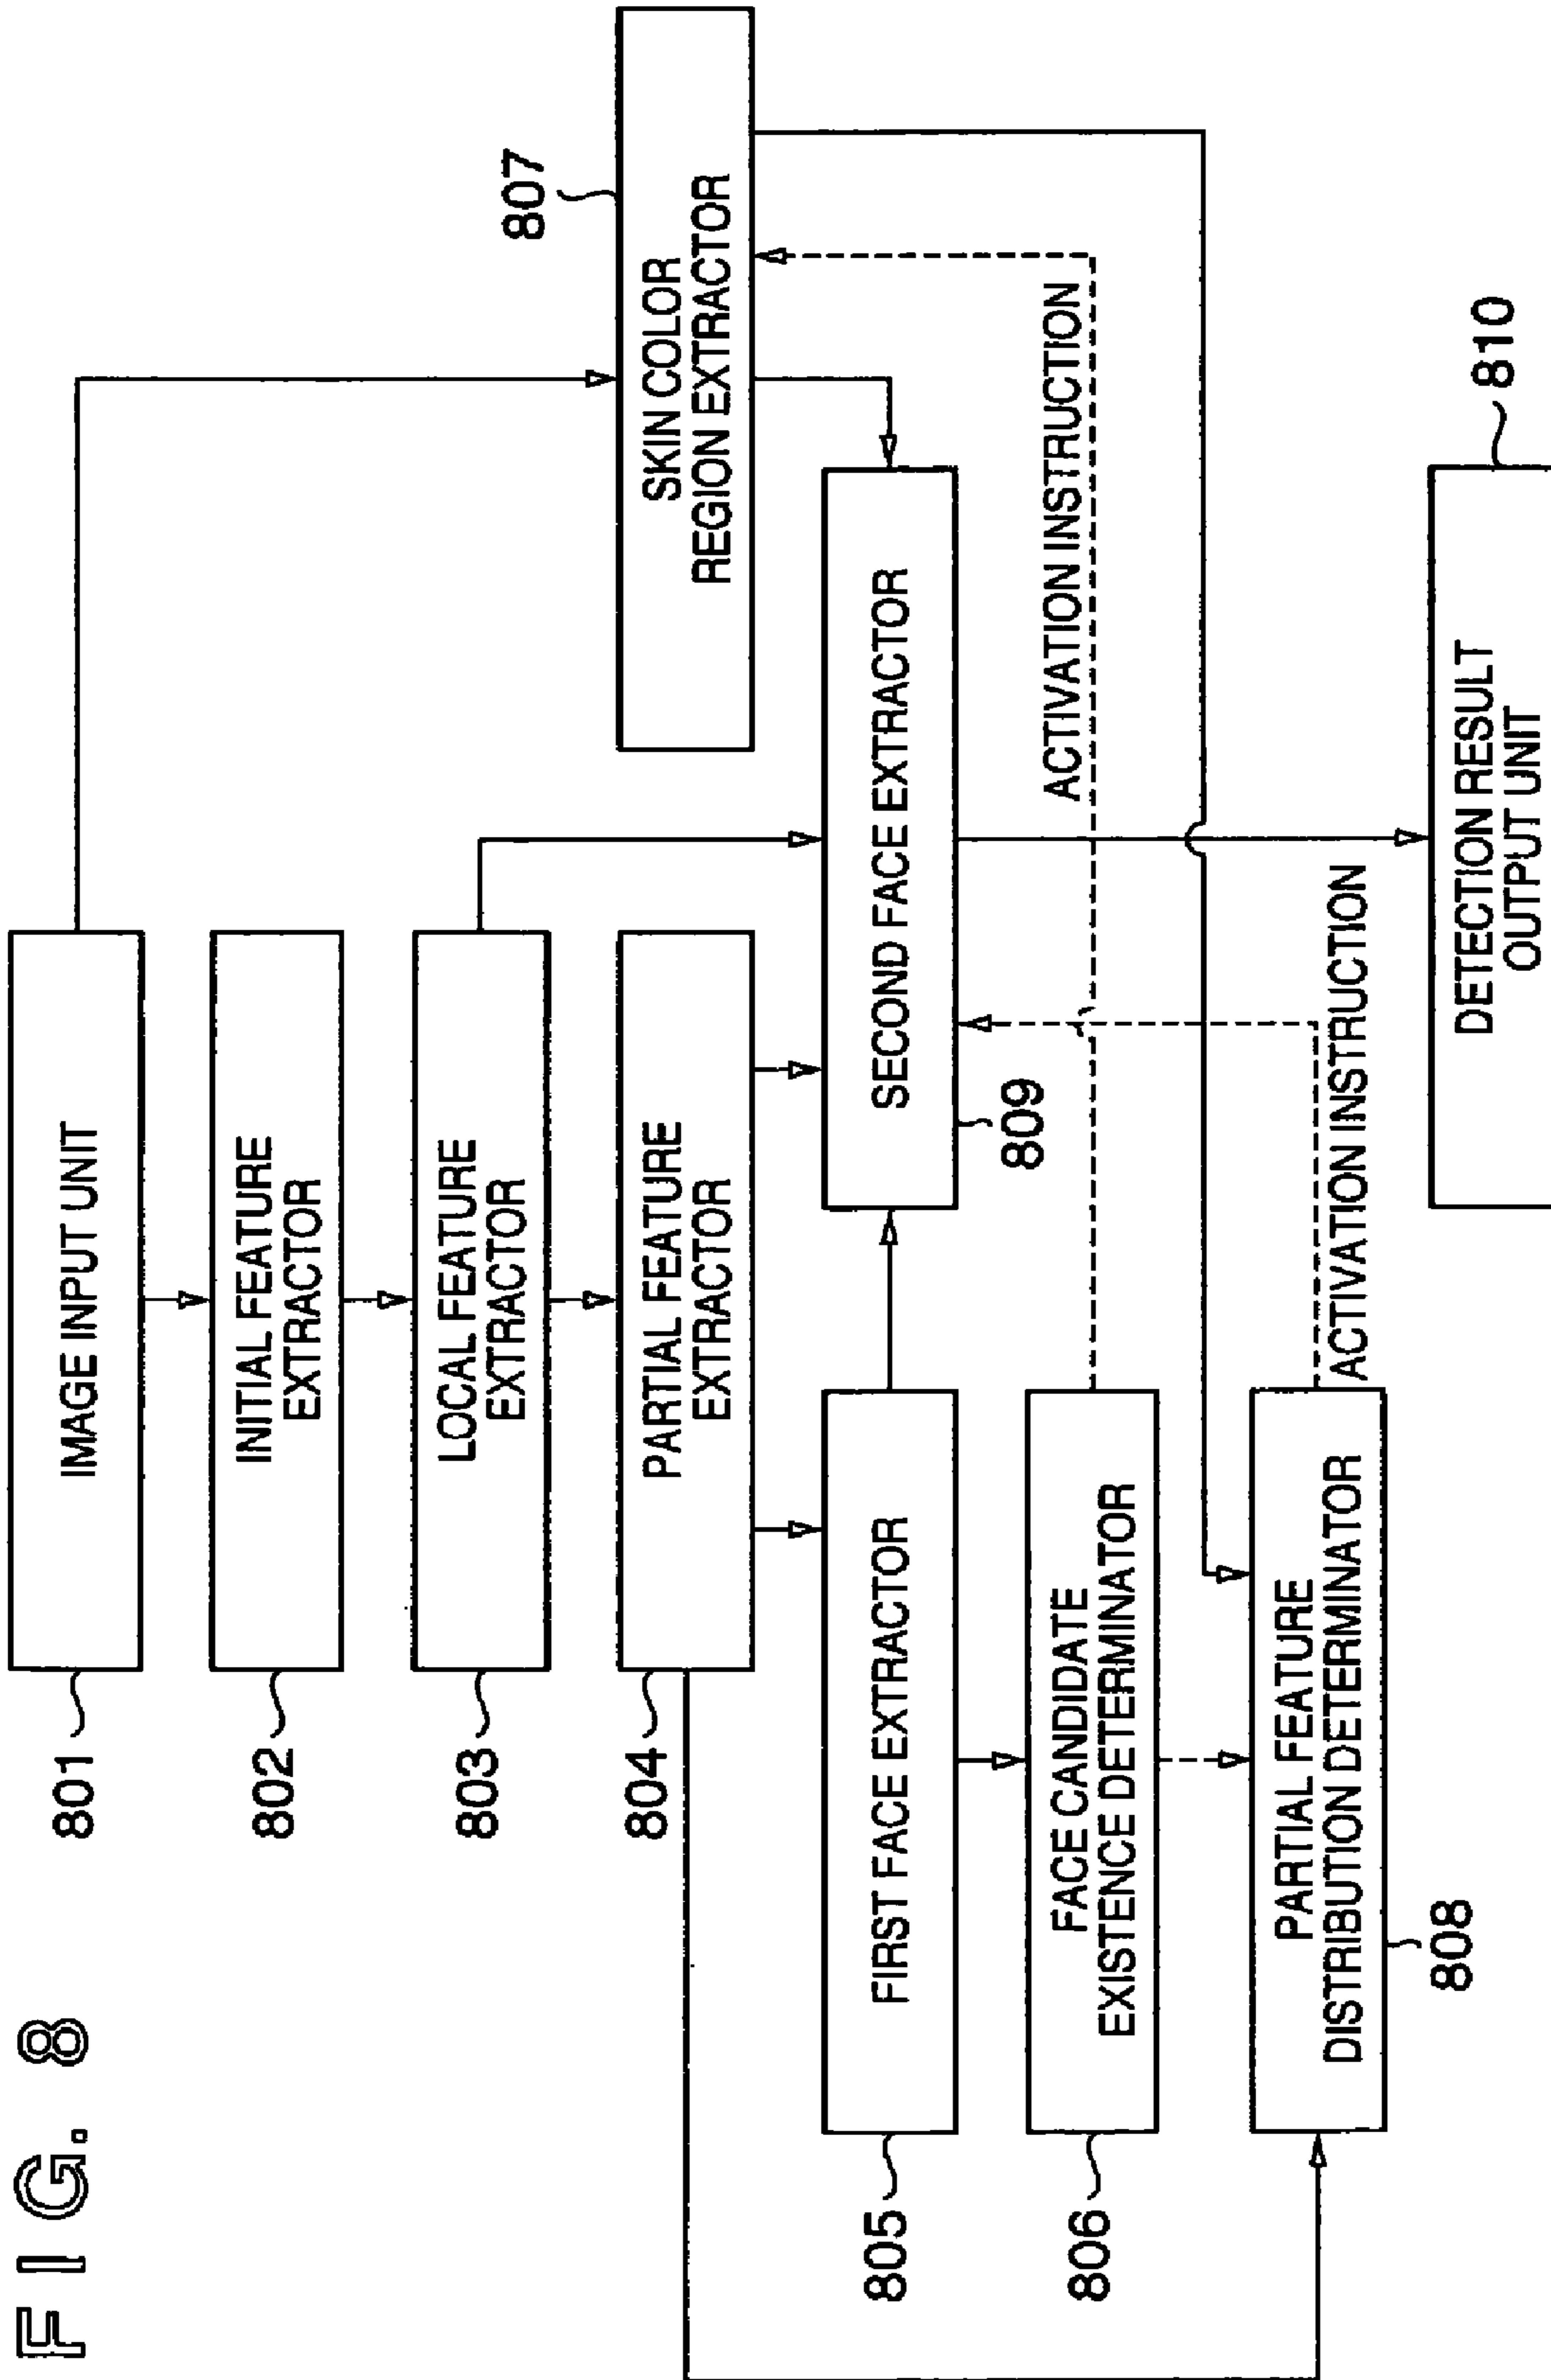 FIG. 8
801
IMAGE INPUT UNIT
802
INITIAL FEATURE
EXTRACTOR
803
LOCAL FEATURE
EXTRACTOR
804
PARTIAL FEATURE
EXTRACTOR
807
SKIN COLOR
REGION EXTRACTOR
805
FIRST FACE EXTRACTOR
SECOND FACE EXTRACTOR
809
806
FACE CANDIDATE
EXISTENCE DETERMINATOR
ACTIVATION INSTRUCTION
PARTIAL FEATURE
DISTRIBUTION DETERMINATOR
808
ACTIVATION INSTRUCTION
DETECTION RESULT
OUTPUT UNIT
810